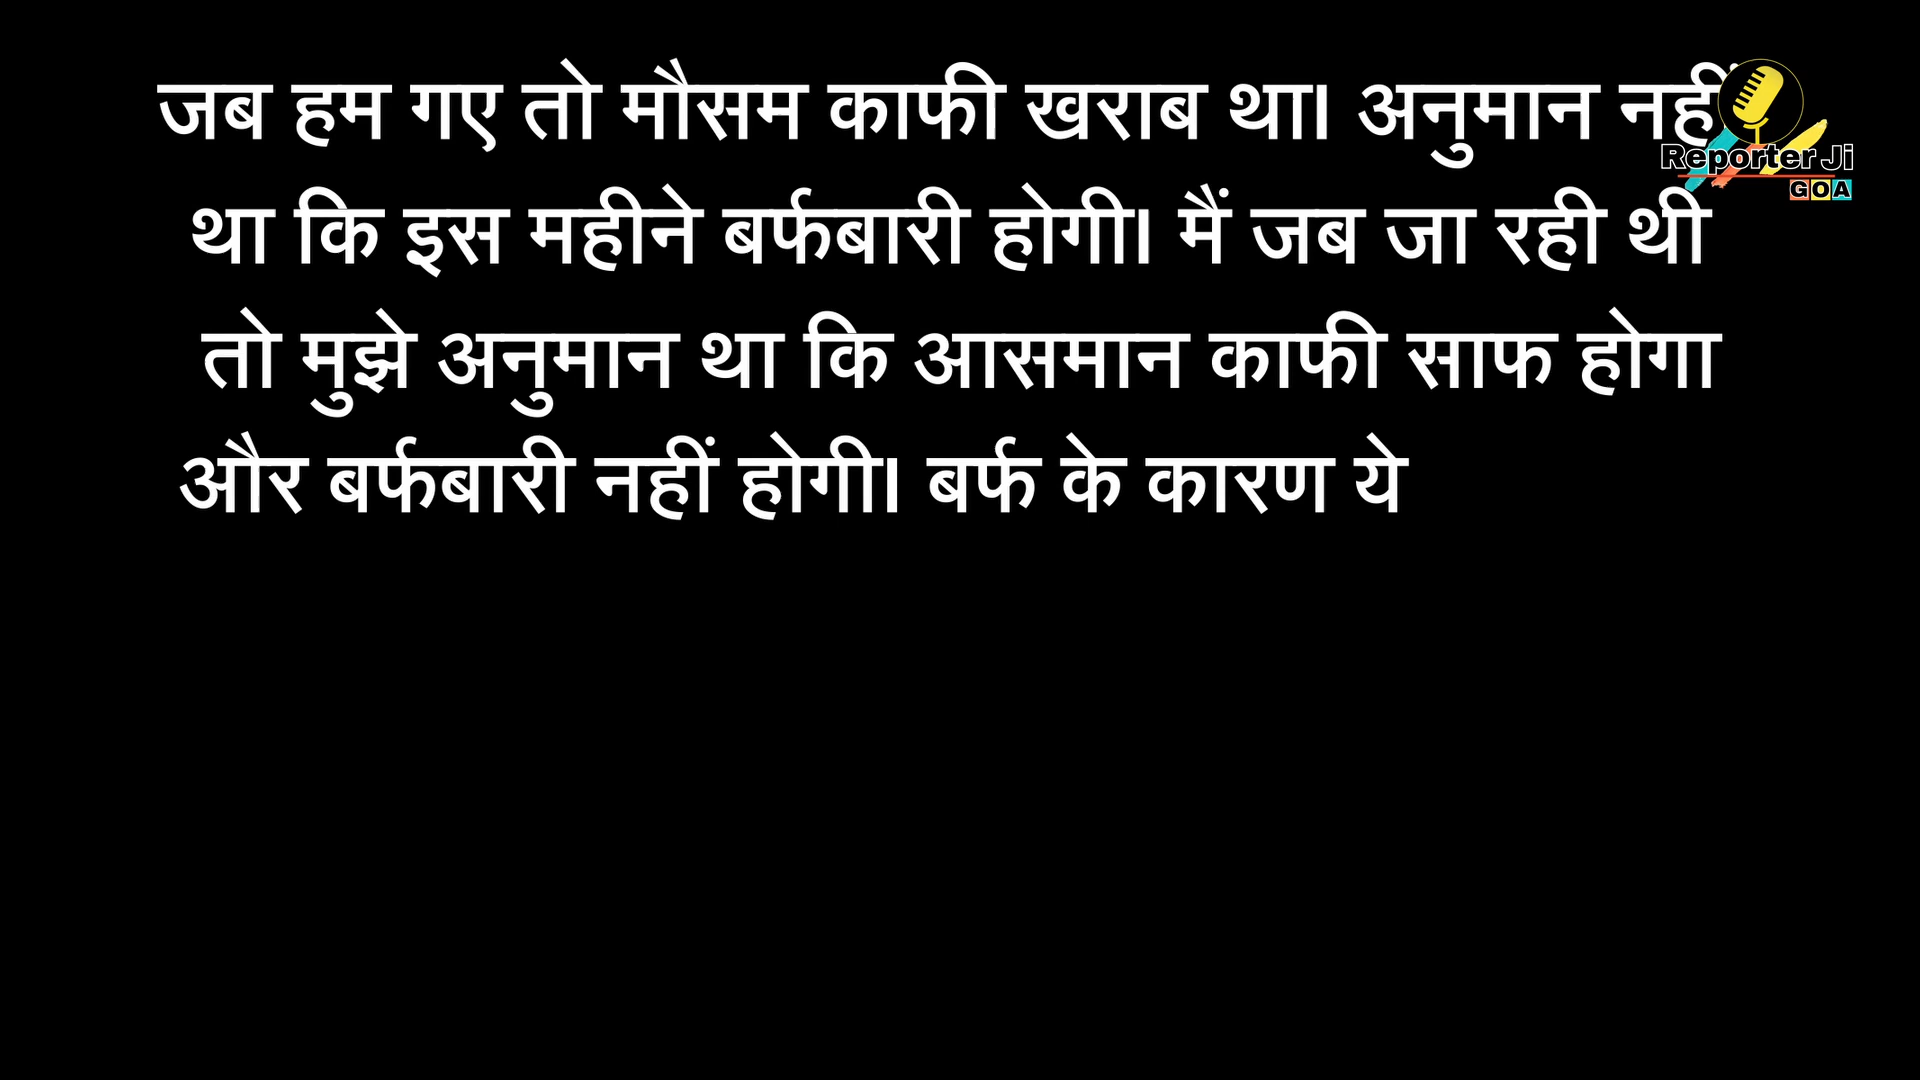 जब हम गए तो मौसम काफी खराब था। अनुमान नहीं
था कि इस महीने बर्फबारी होगी। मैं जब जा रही थी
तो मुझे अनुमान था कि आसमान काफी साफ होगा
और बर्फबारी नहीं होगी। बर्फ के कारण ये
Reporter Ji
GOA